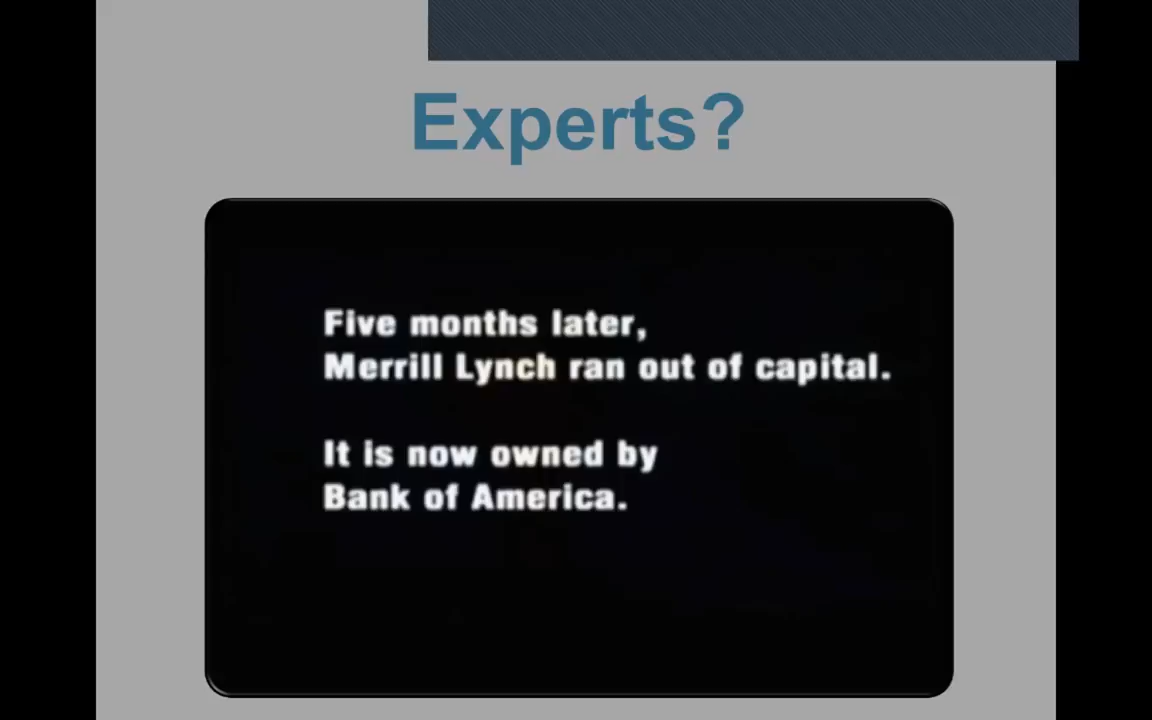 Experts?
Five months later,
Merrill Lynch ran out of capital.
It is now owned by
Bank of America.